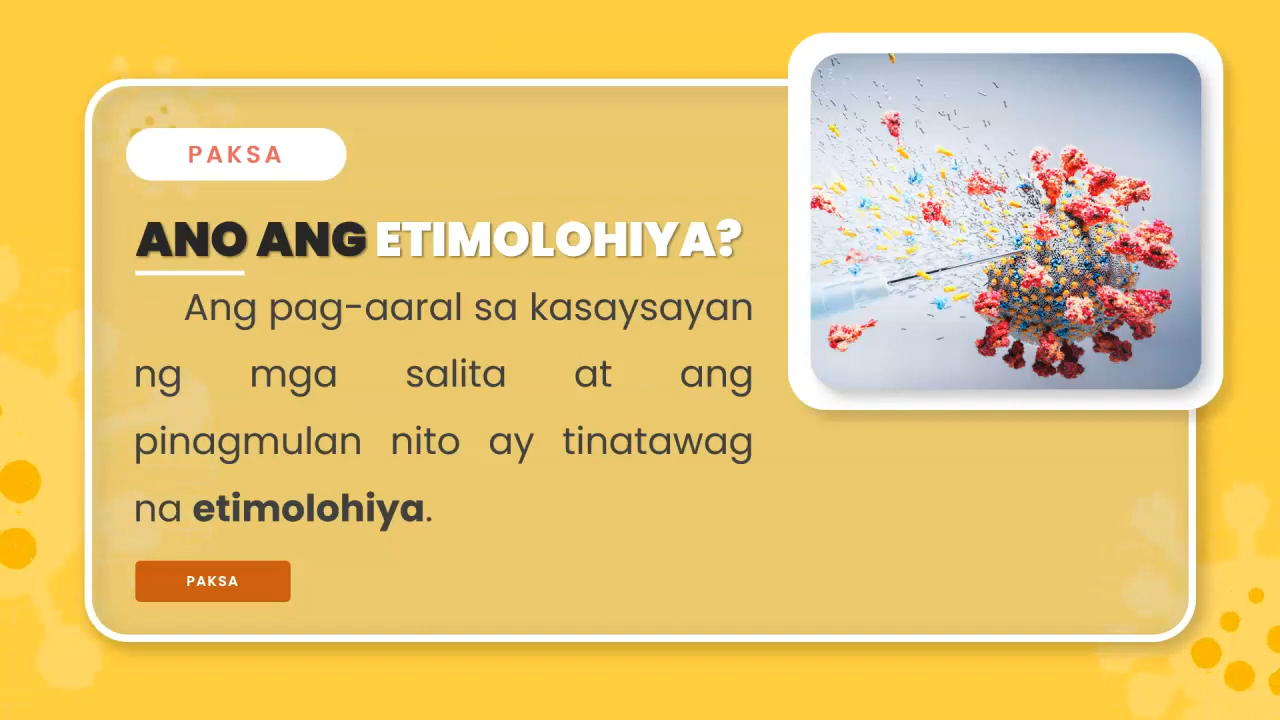 PAKSA
ANO ANG ETIMOLOHIYA?
Ang pag-aaral sa kasaysayan
ng mga salita at ang
pinagmulan nito ay tinatawag
na etimolohiya.
PAKSA